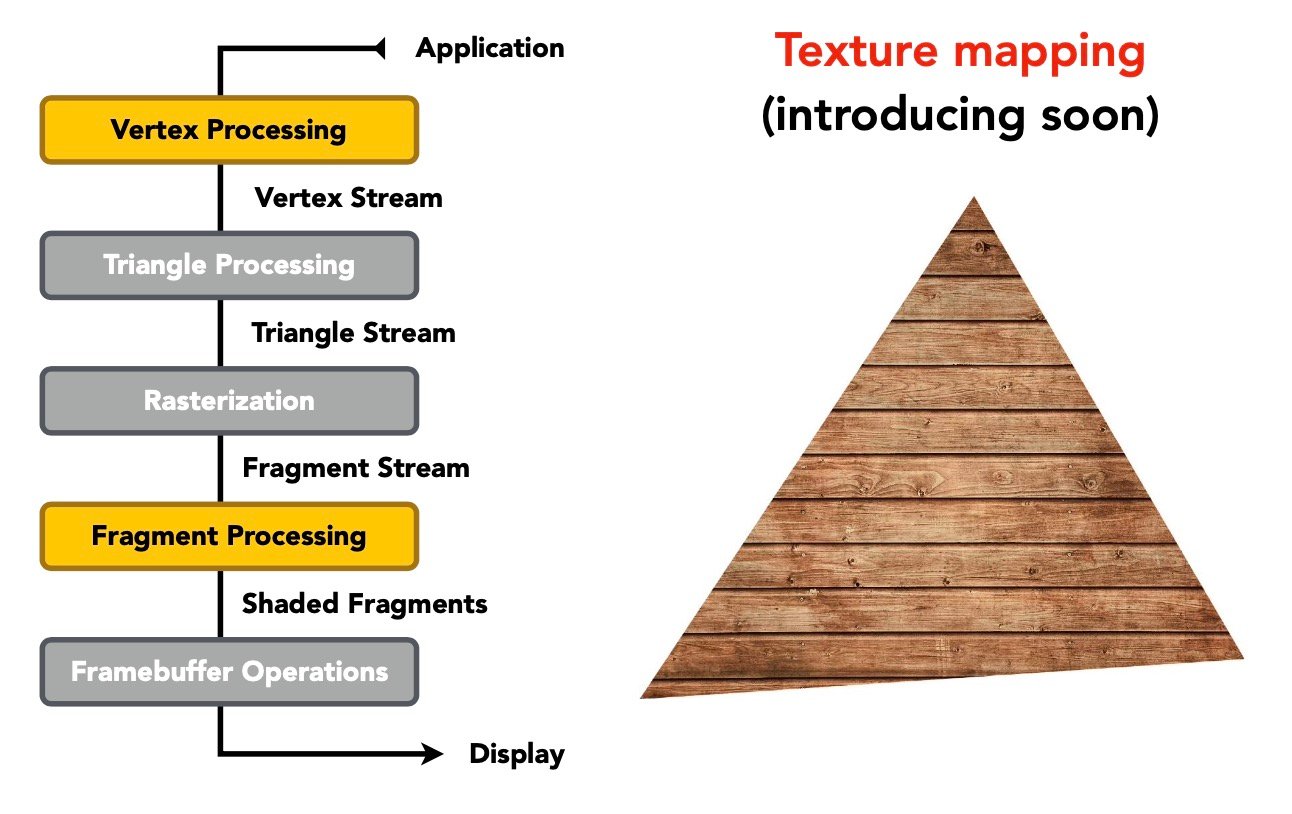 Application
Vertex Processing
Vertex Stream
Triangle Processing
Triangle Stream
Rasterization
Fragment Stream
Fragment Processing
Shaded Fragments
Framebuffer Operations
Display
Texture mapping
(introducing soon)